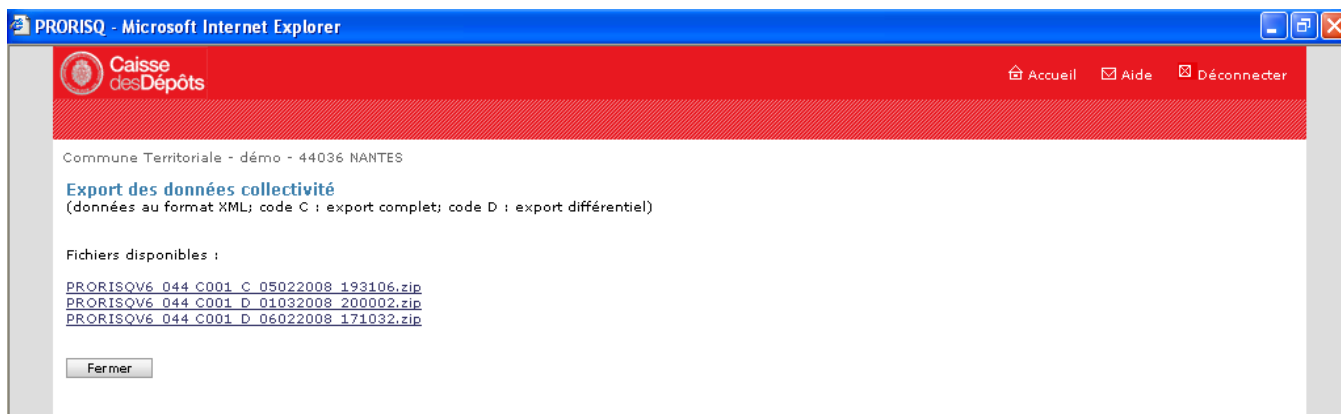 PRORISQ - Microsoft Internet Explorer
Caisse
desDépôts
Accueil Aide Déconnecter
Commune Territoriale - démo - 44036 NANTES
Export des données collectivité
(données au format XML; code C : export complet; code D : export différentiel)
Fichiers disponibles :
PRORISQV6_044_C001_C_05022008_193106.zip
PRORISQV6_044_C001_D_01032008_200002.zip
PRORISQV6_044_C001_D_06022008_171032.zip
Fermer